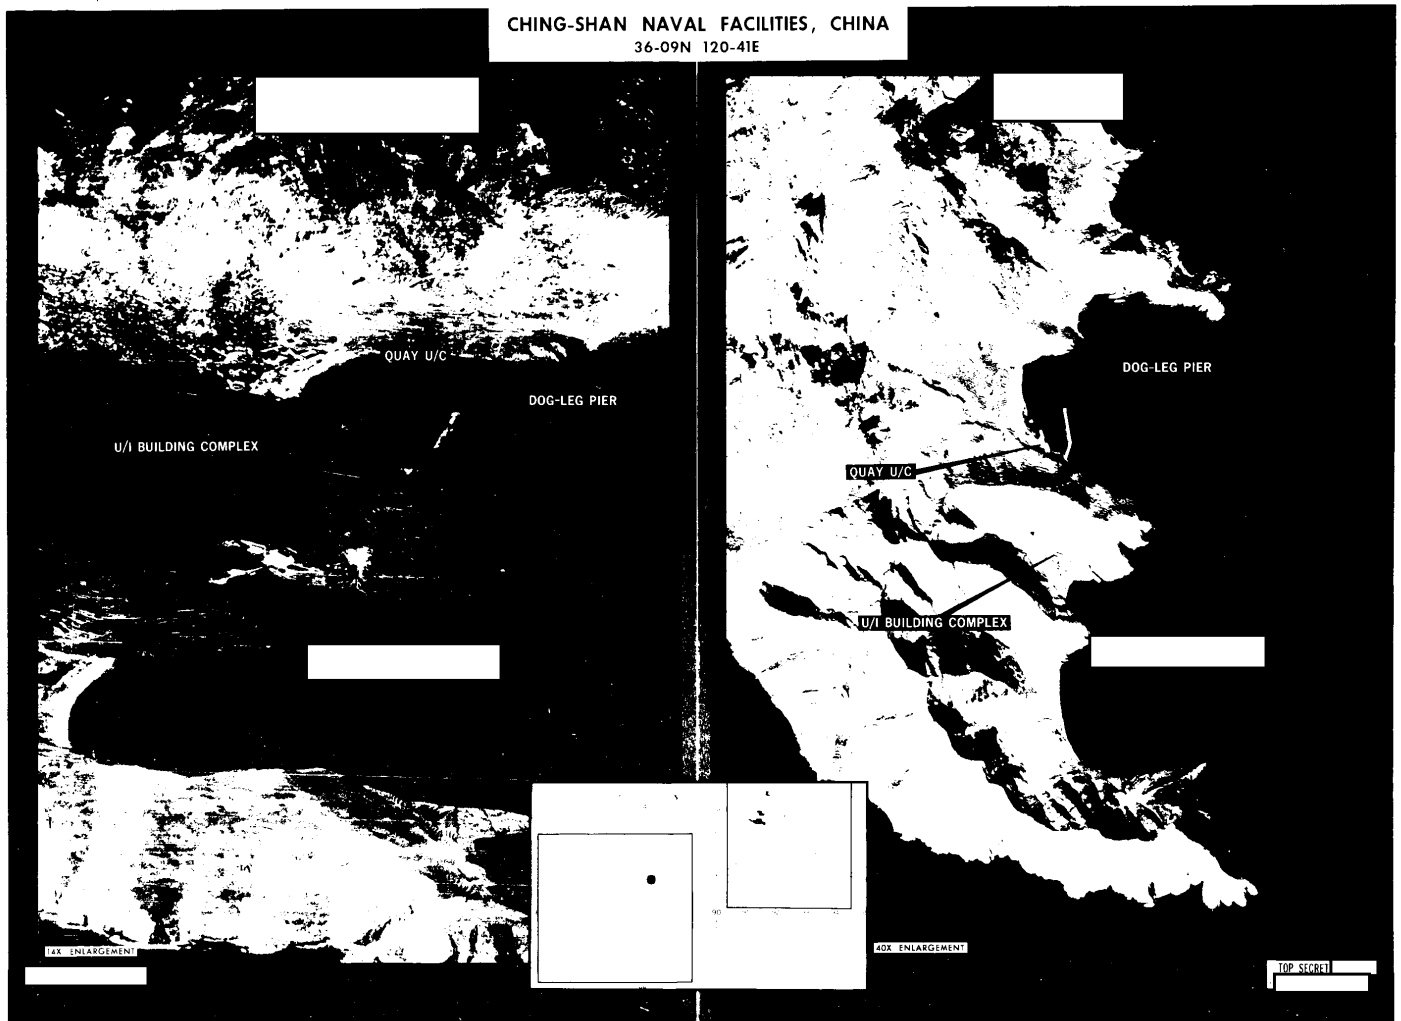 CHING-SHAN NAVAL FACILITIES, CHINA
36-09N 120-41E
QUAY U/C
DOG-LEG PIER
U/I BUILDING COMPLEX
14X ENLARGEMENT
DOG-LEG PIER
QUAY U/C
U/I BUILDING COMPLEX
90
40X ENLARGEMENT
TOP SECRET